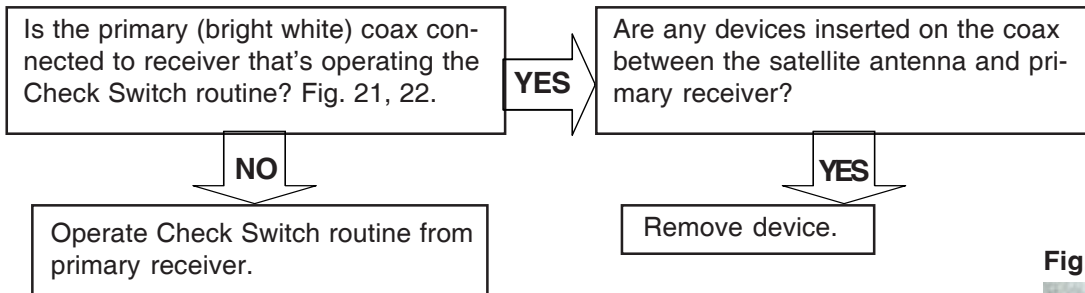 Is the primary (bright white) coax con-
nected to receiver that's operating the
Check Switch routine? Fig. 21, 22.
YES
Are any devices inserted on the coax
between the satellite antenna and pri-
mary receiver?
NO
YES
Operate Check Switch routine from
primary receiver.
Remove device.
Fig